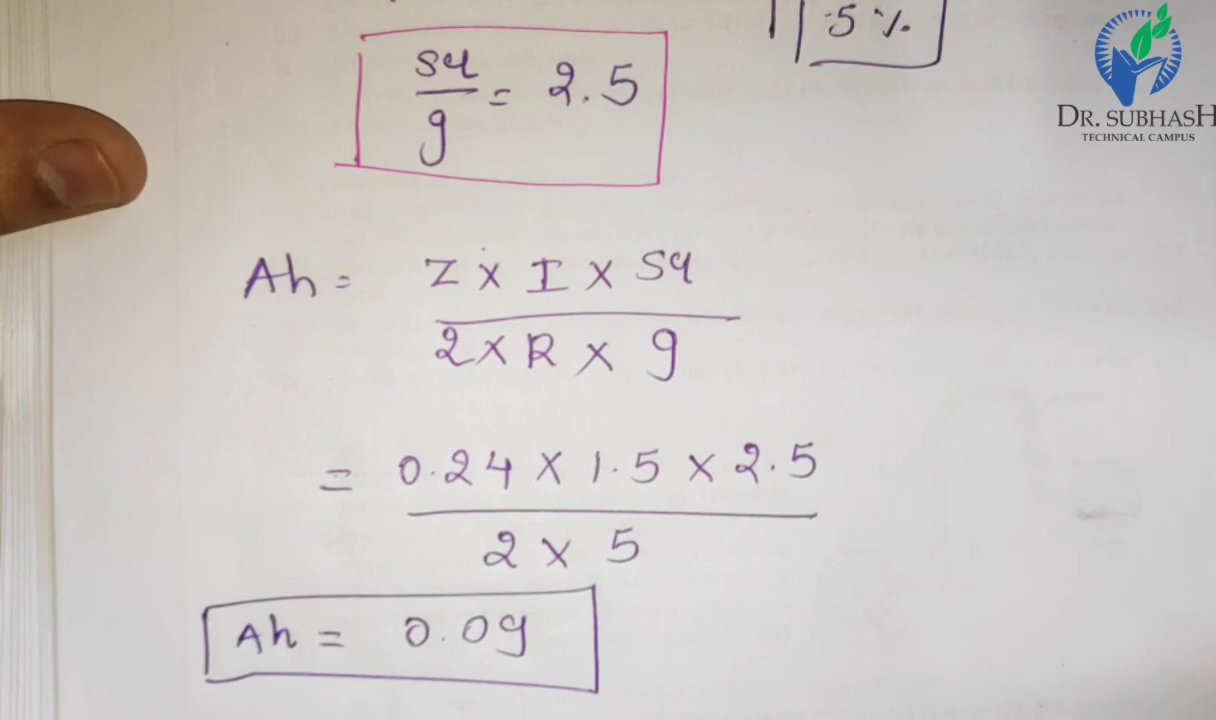 5%
DR. SUBHASH
TECHNICAL CAMPUS
Sa/g = 2.5
Ah = Z × I × Sa
2 × R × g
= 0.24 × 1.5 × 2.5
2 × 5
Ah = 0.09